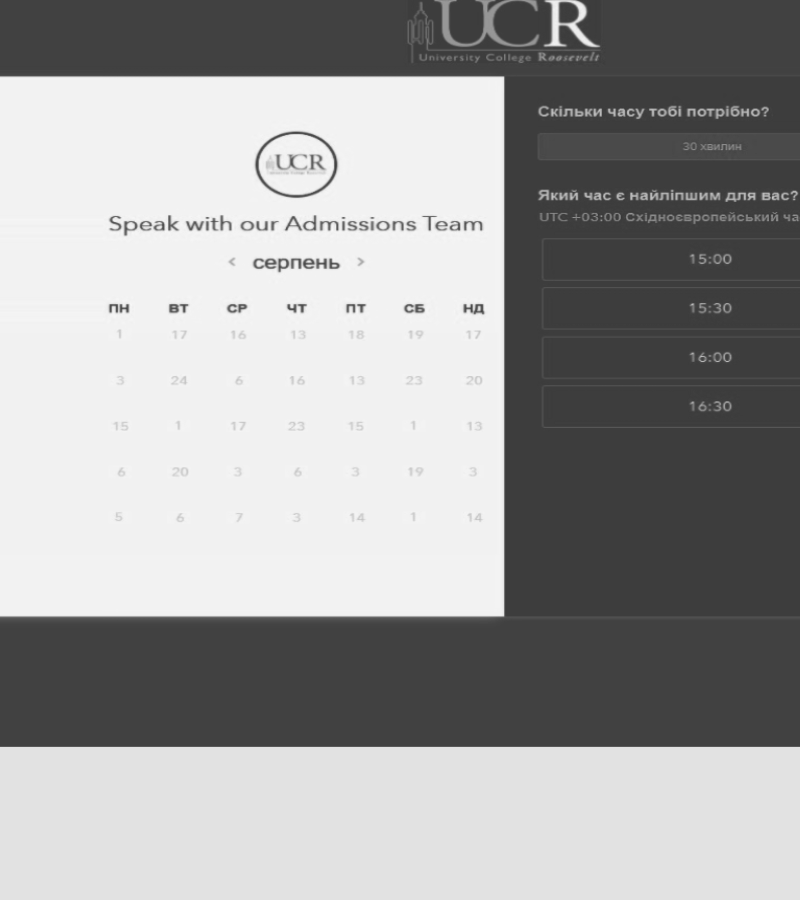 UCR
University College Roosevelt
UCR
Speak with our Admissions Team
< серпень >
ПН ВТ СР ЧТ ПТ СБ НД
1 17 16 13 18 19 17
3 24 6 16 13 23 20
15 1 17 23 15 1 13
6 20 3 6 3 19 3
5 6 7 3 14 1 14
Скільки часу тобі потрібно?
30 хвилин
Який час є найліпшим для вас?
UTC +03:00 Східноєвропейський ча
15:00
15:30
16:00
16:30